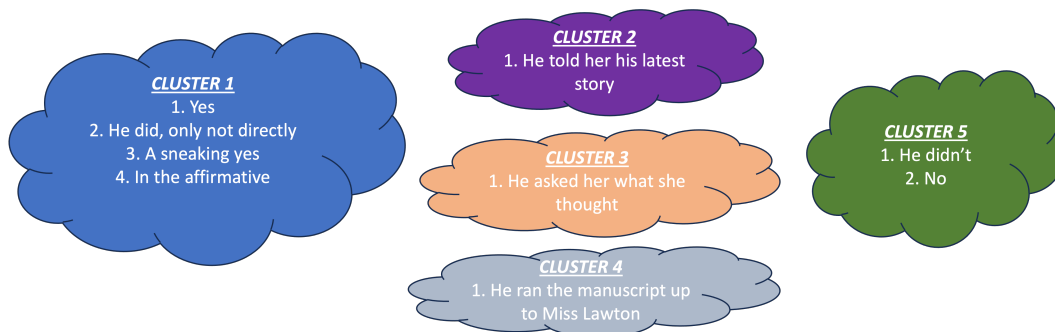 CLUSTER 1
1. Yes
2. He did, only not directly
3. A sneaking yes
4. In the affirmative
CLUSTER 2
1. He told her his latest
story
CLUSTER 3
1. He asked her what she
thought
CLUSTER 4
1. He ran the manuscript up
to Miss Lawton
CLUSTER 5
1. He didn’t
2. No